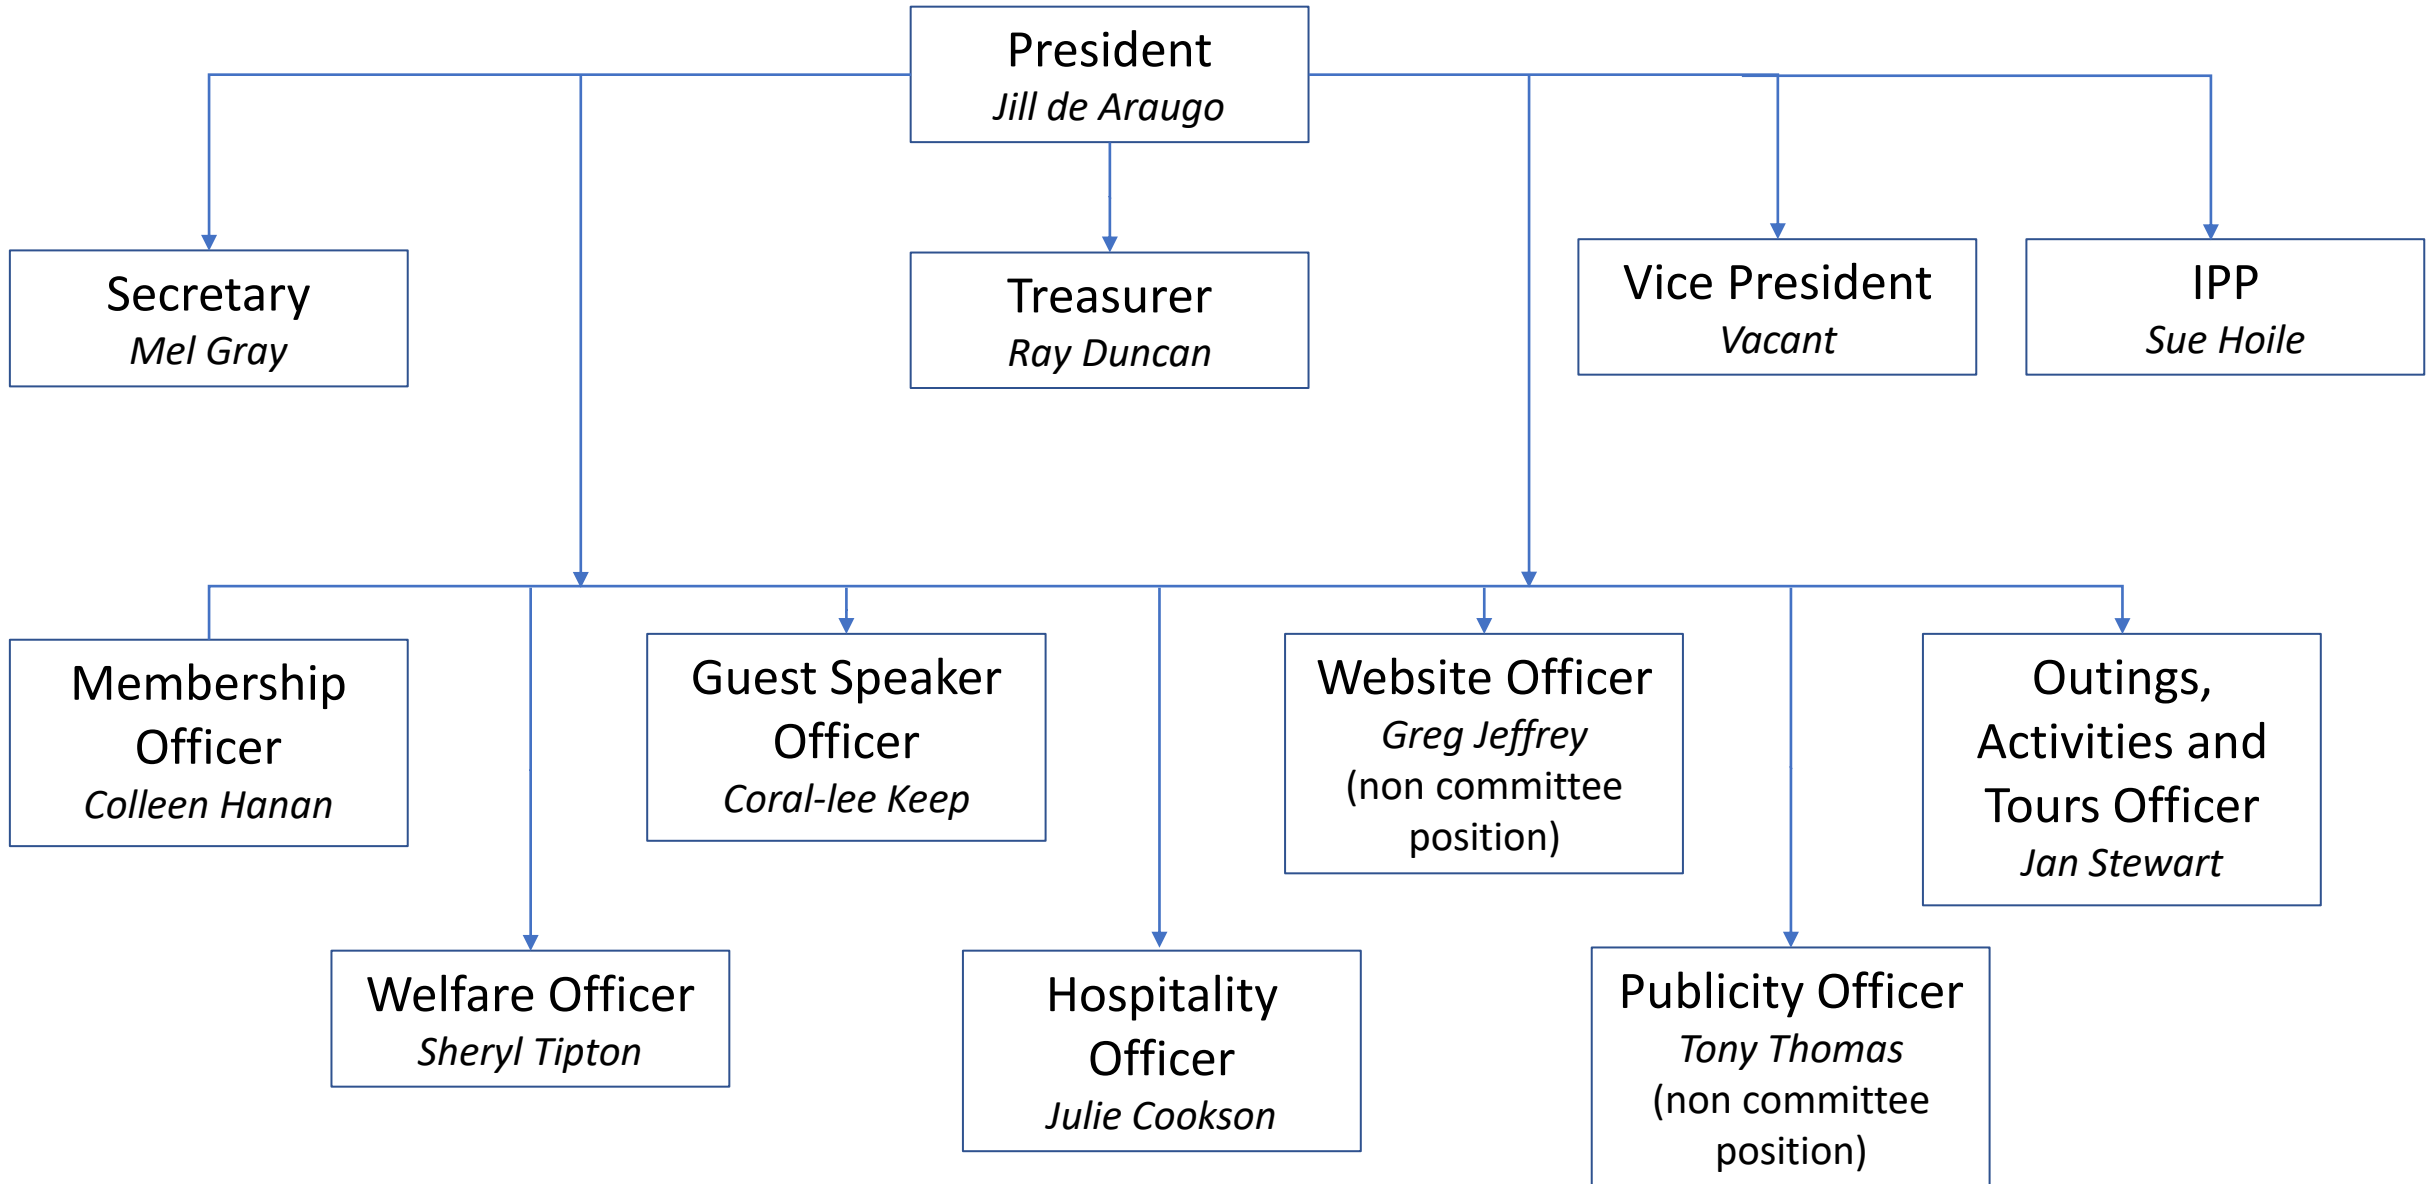 President
Jill de Araugo
Secretary
Mel Gray
Treasurer
Ray Duncan
Vice President
Vacant
IPP
Sue Hoile
Membership
Officer
Colleen Hanan
Guest Speaker
Officer
Coral-lee Keep
Website Officer
Greg Jeffrey
(non committee
position)
Outings,
Activities and
Tours Officer
Jan Stewart
Welfare Officer
Sheryl Tipton
Hospitality
Officer
Julie Cookson
Publicity Officer
Tony Thomas
(non committee
position)